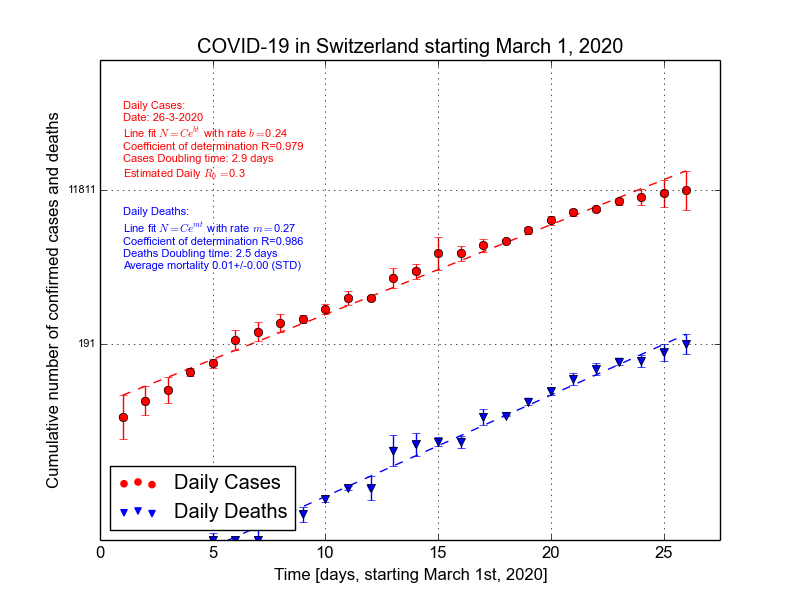 COVID-19 in Switzerland starting March 1, 2020
Cumulative number of confirmed cases and deaths
Daily Cases:
Date: 26-3-2020
Line fit N=Ce^{bt} with rate b=0.24
Coefficient of determination R=0.979
Cases Doubling time: 2.9 days
Estimated Daily R_0=0.3
11811
Daily Deaths:
Line fit N=Ce^{mt} with rate m=0.27
Coefficient of determination R=0.986
Deaths Doubling time: 2.5 days
Average mortality 0.01+/-0.00 (STD)
191
Daily Cases
Daily Deaths
0 5 10 15 20 25
Time [days, starting March 1st, 2020]